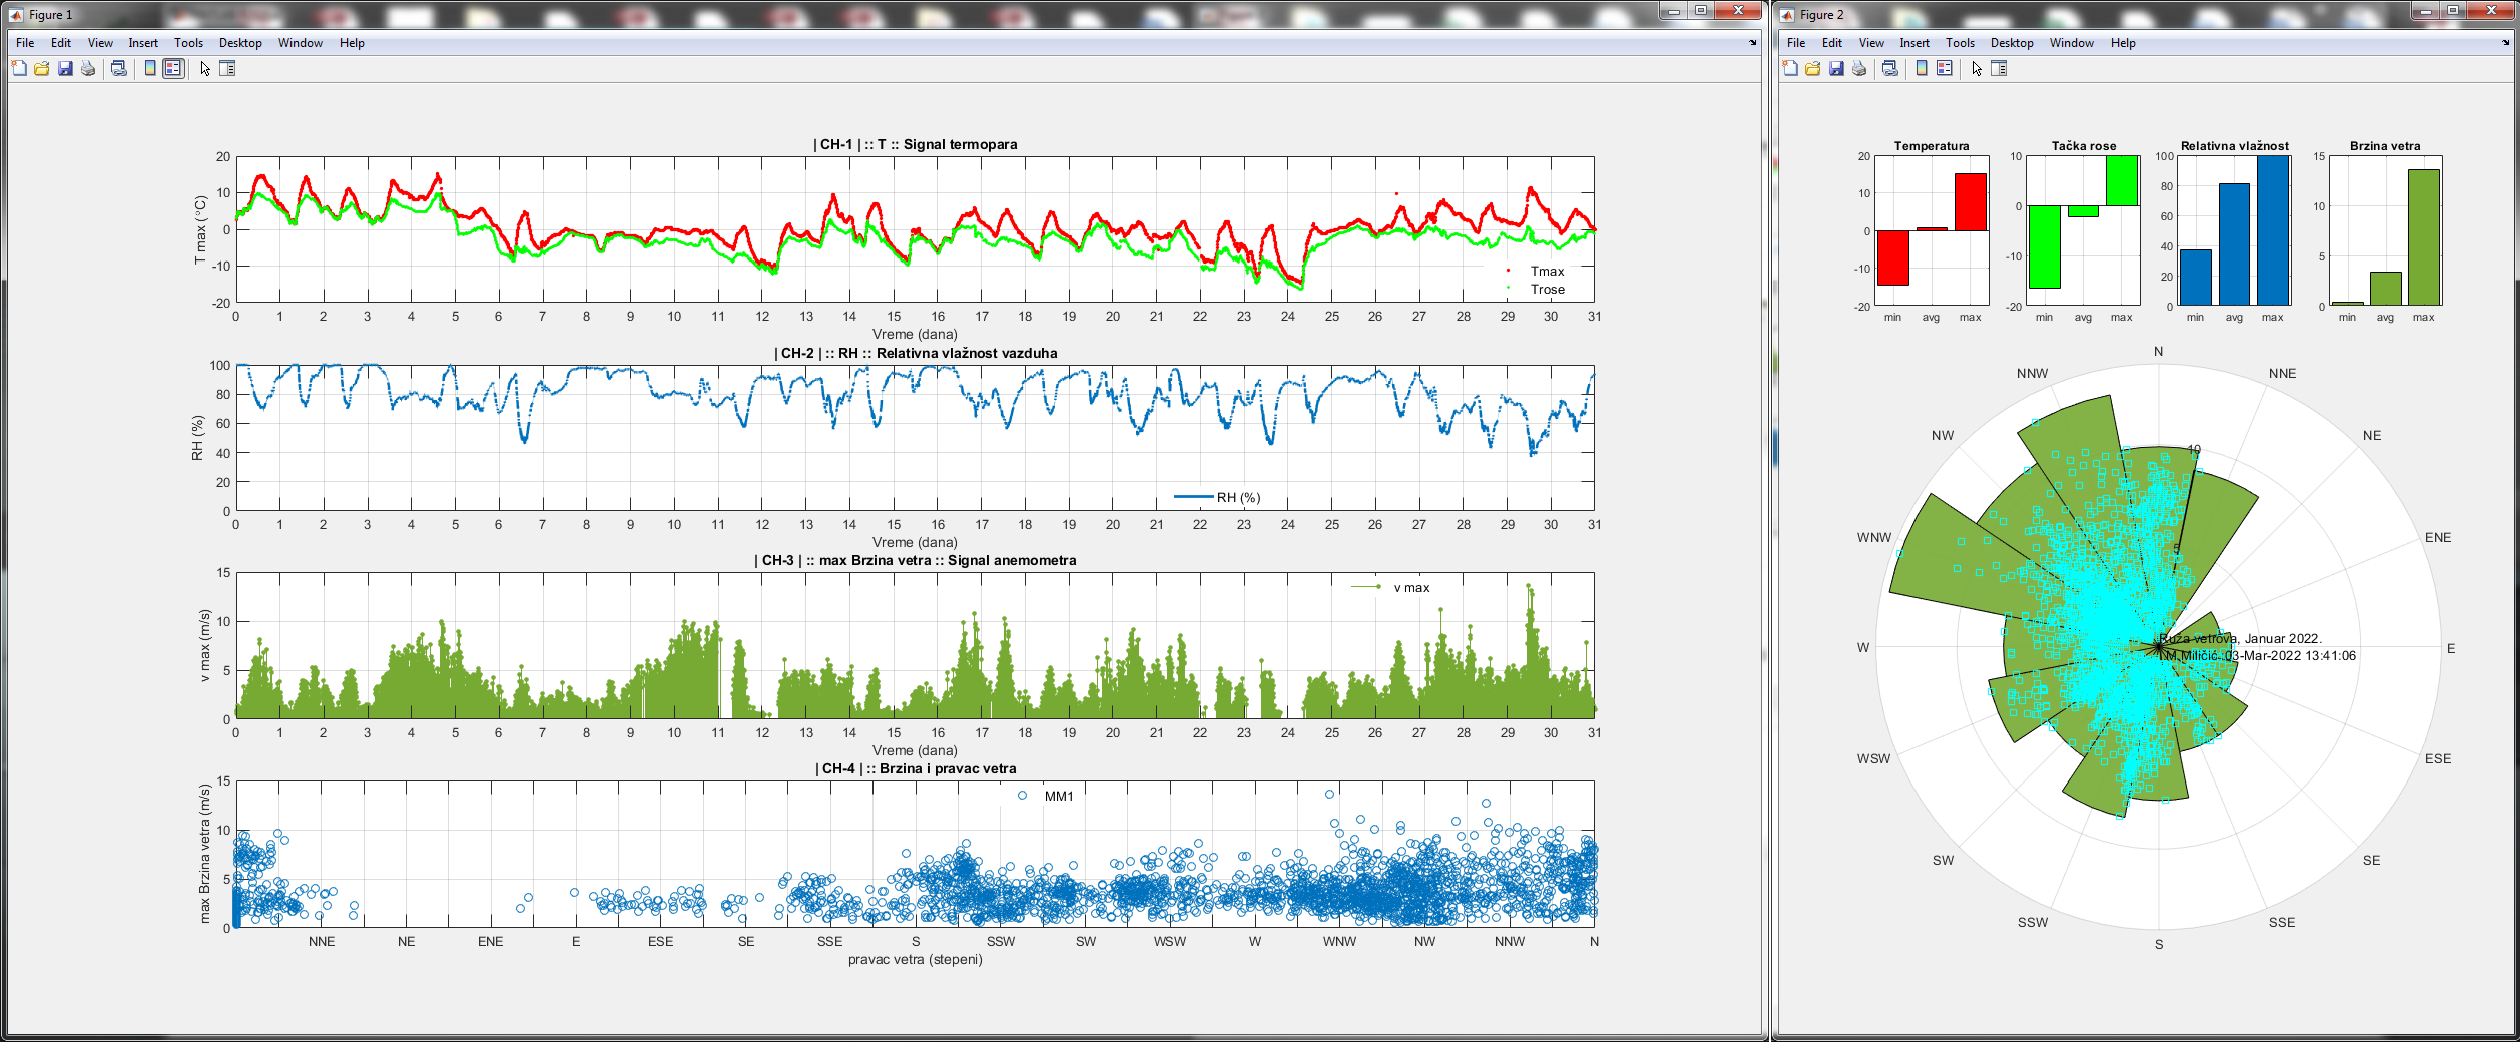 Figure 1
File Edit View Insert Tools Desktop Window Help
| CH-1 | :: T :: Signal termopara
T max (°C)
20
10
0
-10
-20
Tmax
Trose
0 1 2 3 4 5 6 7 8 9 10 11 12 13 14 15 16 17 18 19 20 21 22 23 24 25 26 27 28 29 30 31
Vreme (dana)
| CH-2 | :: RH :: Relativna vlažnost vazduha
RH (%)
100
80
60
40
20
0
RH (%)
0 1 2 3 4 5 6 7 8 9 10 11 12 13 14 15 16 17 18 19 20 21 22 23 24 25 26 27 28 29 30 31
Vreme (dana)
| CH-3 | :: max Brzina vetra :: Signal anemometra
v max (m/s)
15
10
5
0
v max
0 1 2 3 4 5 6 7 8 9 10 11 12 13 14 15 16 17 18 19 20 21 22 23 24 25 26 27 28 29 30 31
Vreme (dana)
| CH-4 | :: Brzina i pravac vetra
max Brzina vetra (m/s)
15
10
5
0
MM1
NNE NE ENE E ESE SE SSE S SSW SW WSW W WNW NW NNW N
pravac vetra (stepeni)
Figure 2
File Edit View Insert Tools Desktop Window Help
Temperatura
20
10
0
-10
-20
min avg max
Tačka rose
10
0
-10
-20
min avg max
Relativna vlažnost
100
80
60
40
20
0
min avg max
Brzina vetra
15
10
5
0
min avg max
N
NNW NNE
NW NE
10
WNW ENE
5
Ruža vetrova, Januar 2022.
W E
I.M.Miličić, 03-Mar-2022 13:41:06
WSW ESE
SW SE
SSW SSE
S